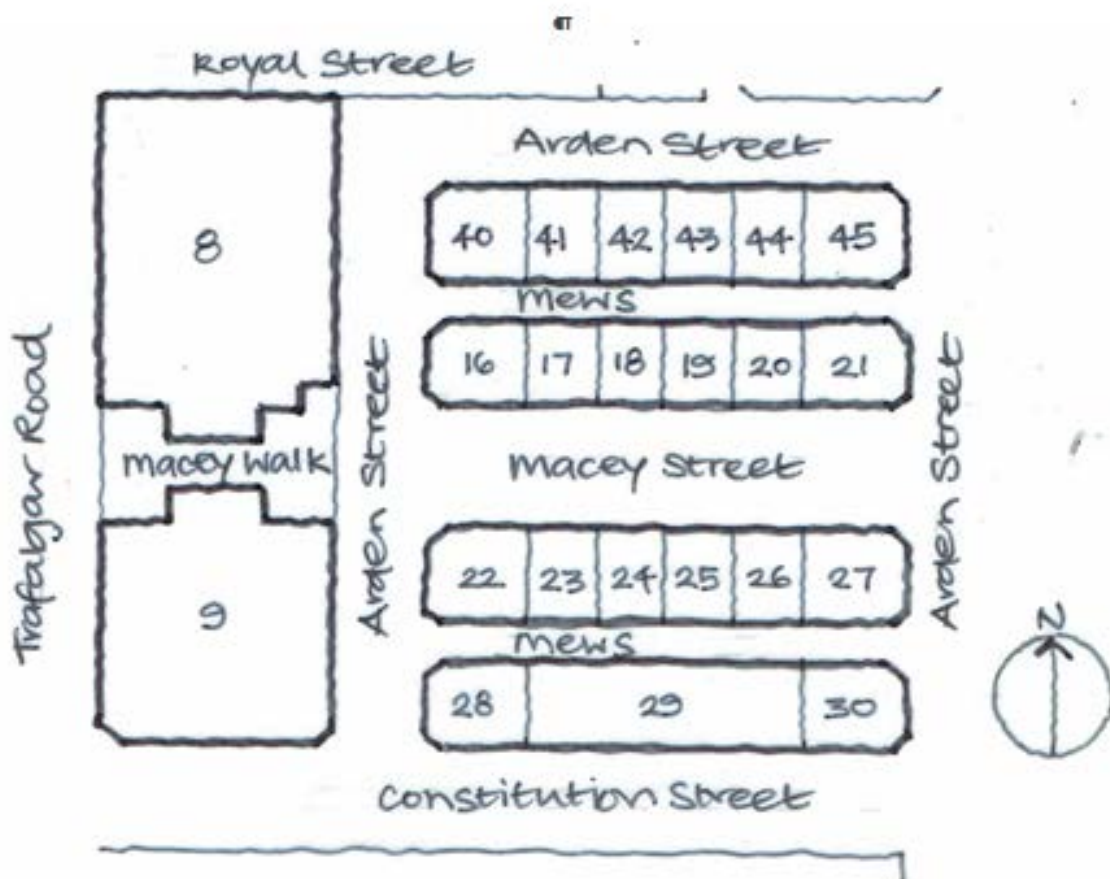 Royal Street
Arden Street
8
40 41 42 43 44 45
Mews
16 17 18 19 20 21
Trafabgar Road
Macey Walk
Arden Street
Macey Street
Arden Street
9
22 23 24 25 26 27
Mews
28 29 30
N
Constitution Street